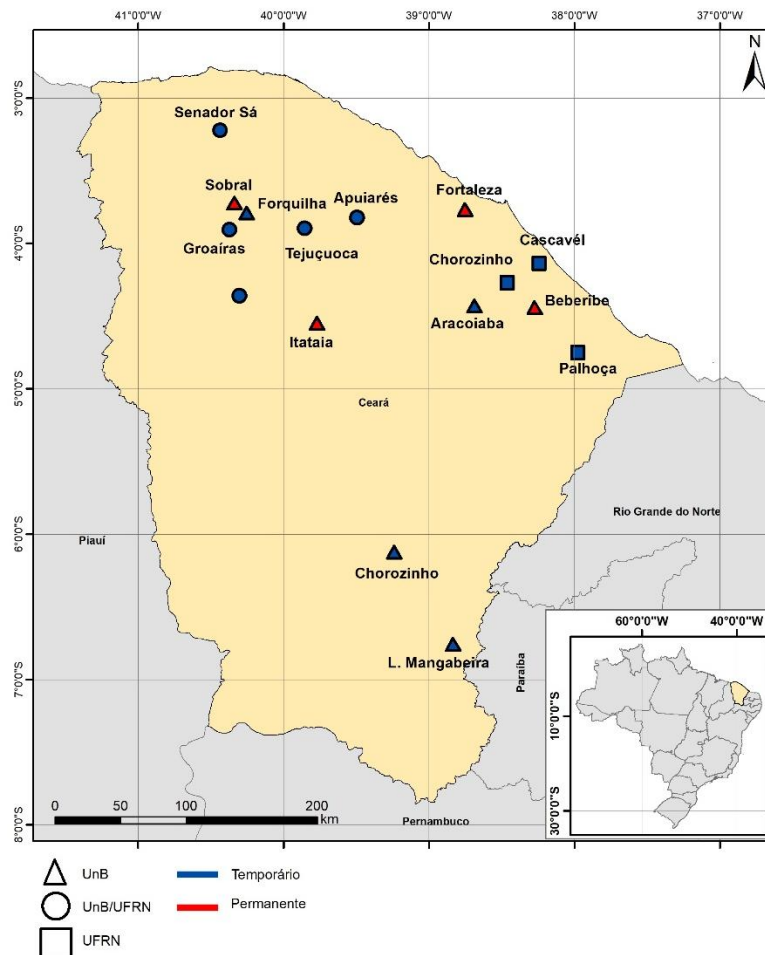 41°0'0"W 40°0'0"W 39°0'0"W 38°0'0"W 37°0'0"W
N
3°0'0"S
Senador Sá
Sobral
Forquilha
Apuiarés
Fortaleza
4°0'0"S
Groaíras
Tejuçuoca
Cascavél
Chorozinho
Itataia
Aracoiaba
Beberibe
Palhoça
5°0'0"S
Ceará
Rio Grande do Norte
6°0'0"S
Piauí
Chorozinho
L. Mangabeira
Paraíba
7°0'0"S
60°0'0"W 40°0'0"W
10°0'0"S
30°0'0"S
0 50 100 200
km
Pernambuco
8°0'0"S
UnB
Temporário
UnB/UFRN
Permanente
UFRN